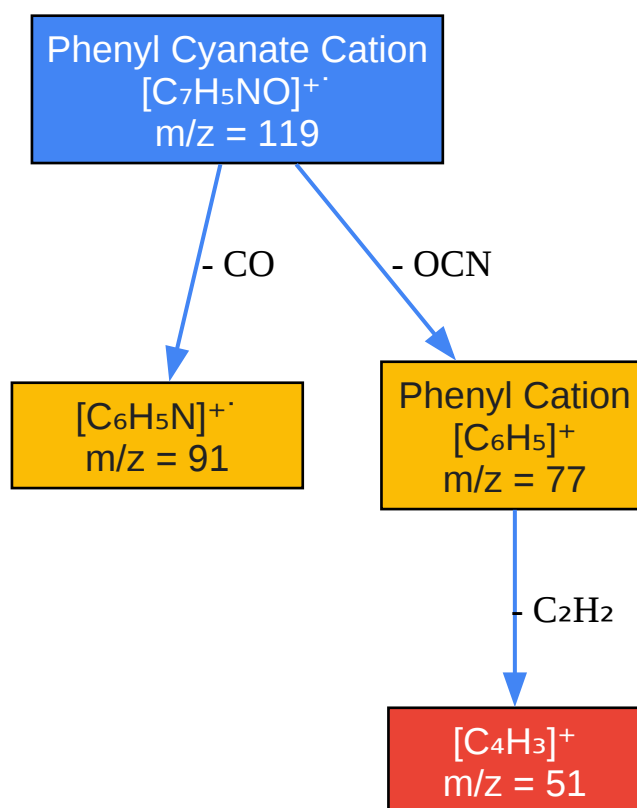 Phenyl Cyanate Cation
[C₇H₅NO]⁺˙
m/z = 119
- CO
- OCN
[C₆H₅N]⁺˙
m/z = 91
Phenyl Cation
[C₆H₅]⁺
m/z = 77
- C₂H₂
[C₄H₃]⁺
m/z = 51